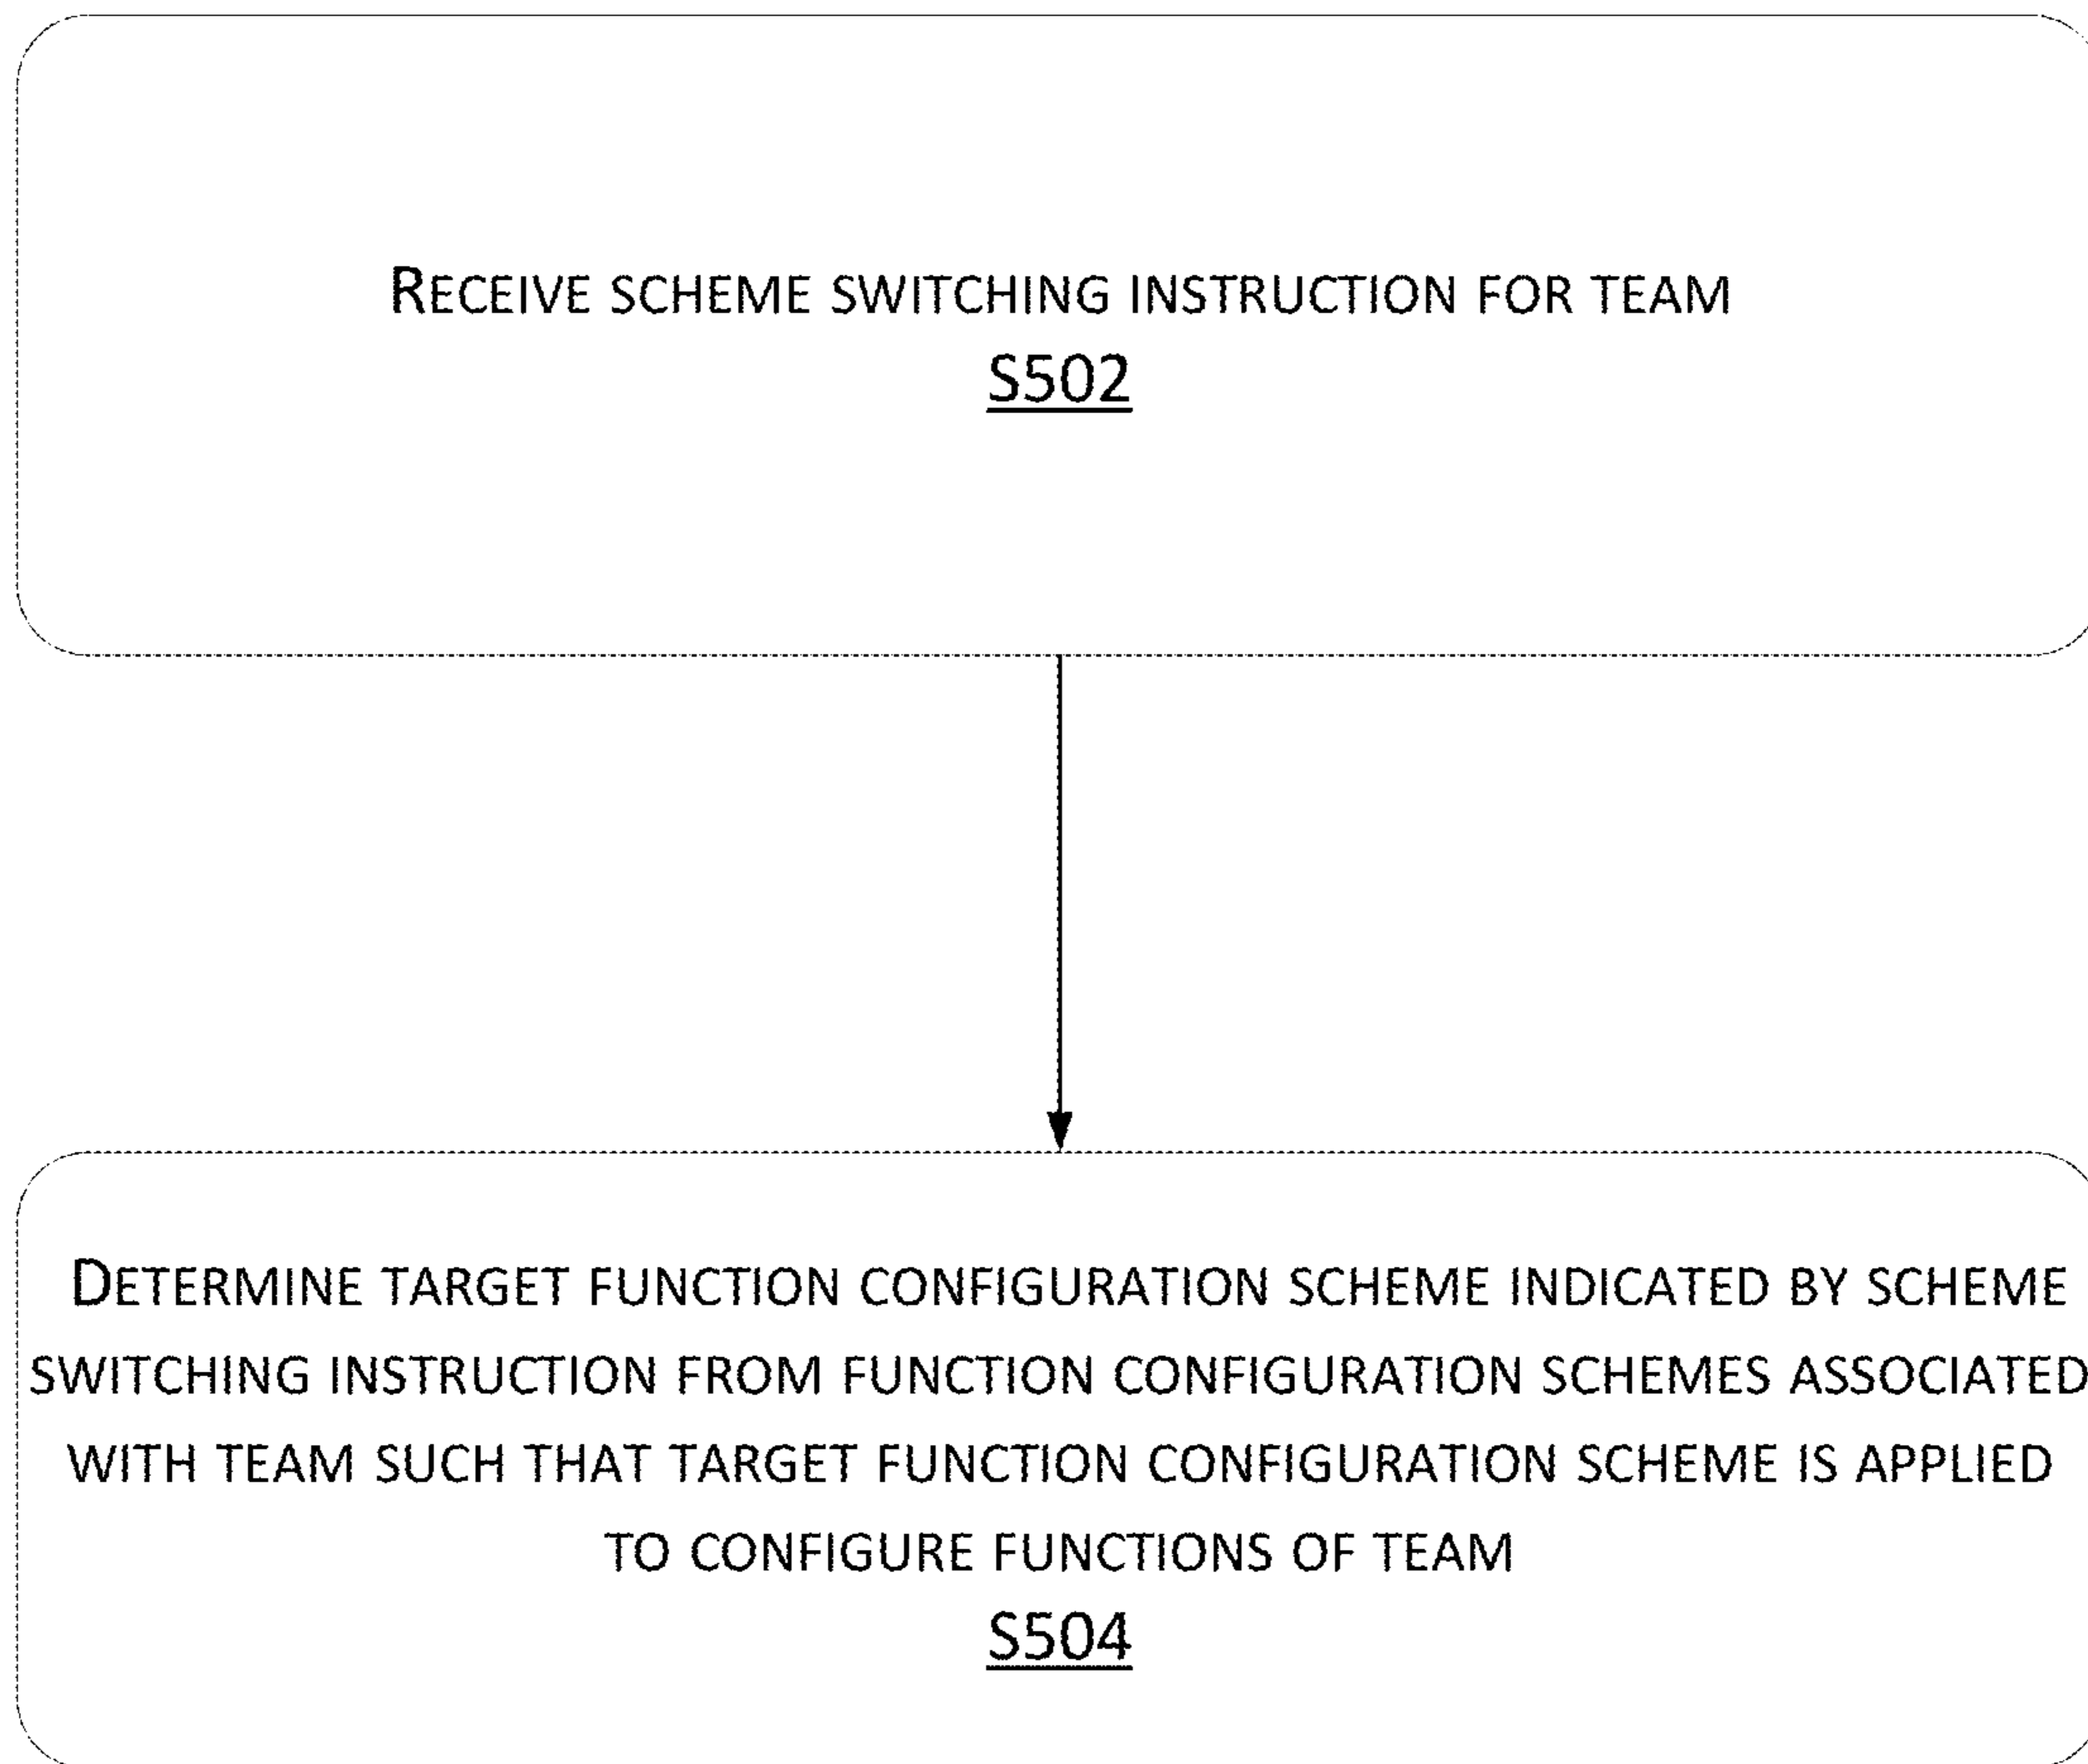 RECEIVE SCHEME SWITCHING INSTRUCTION FOR TEAM
S502
DETERMINE TARGET FUNCTION CONFIGURATION SCHEME INDICATED BY SCHEME
SWITCHING INSTRUCTION FROM FUNCTION CONFIGURATION SCHEMES ASSOCIATED
WITH TEAM SUCH THAT TARGET FUNCTION CONFIGURATION SCHEME IS APPLIED
TO CONFIGURE FUNCTIONS OF TEAM
S504